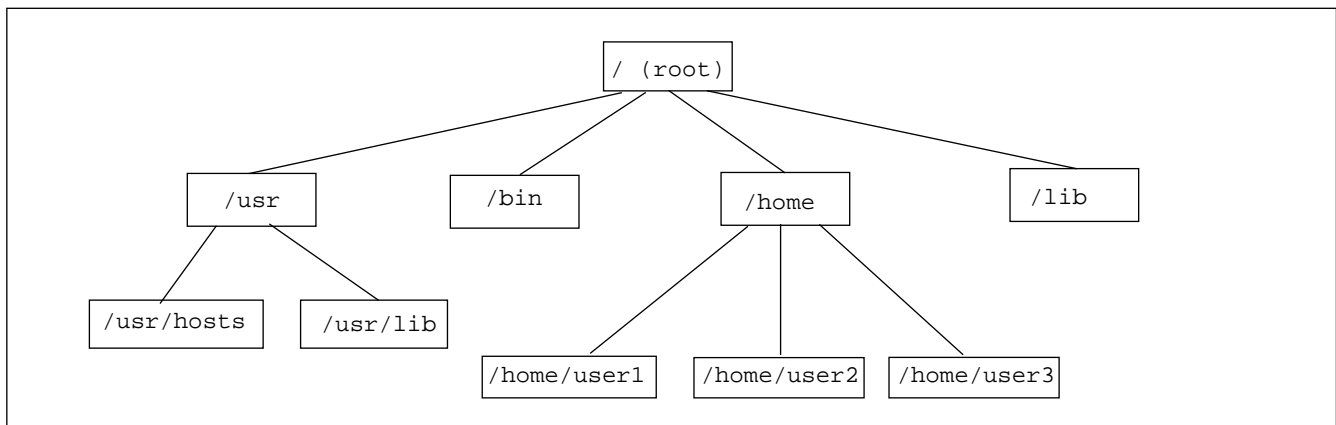 / (root)
/usr
/bin
/home
/lib
/usr/hosts
/usr/lib
/home/user1
/home/user2
/home/user3